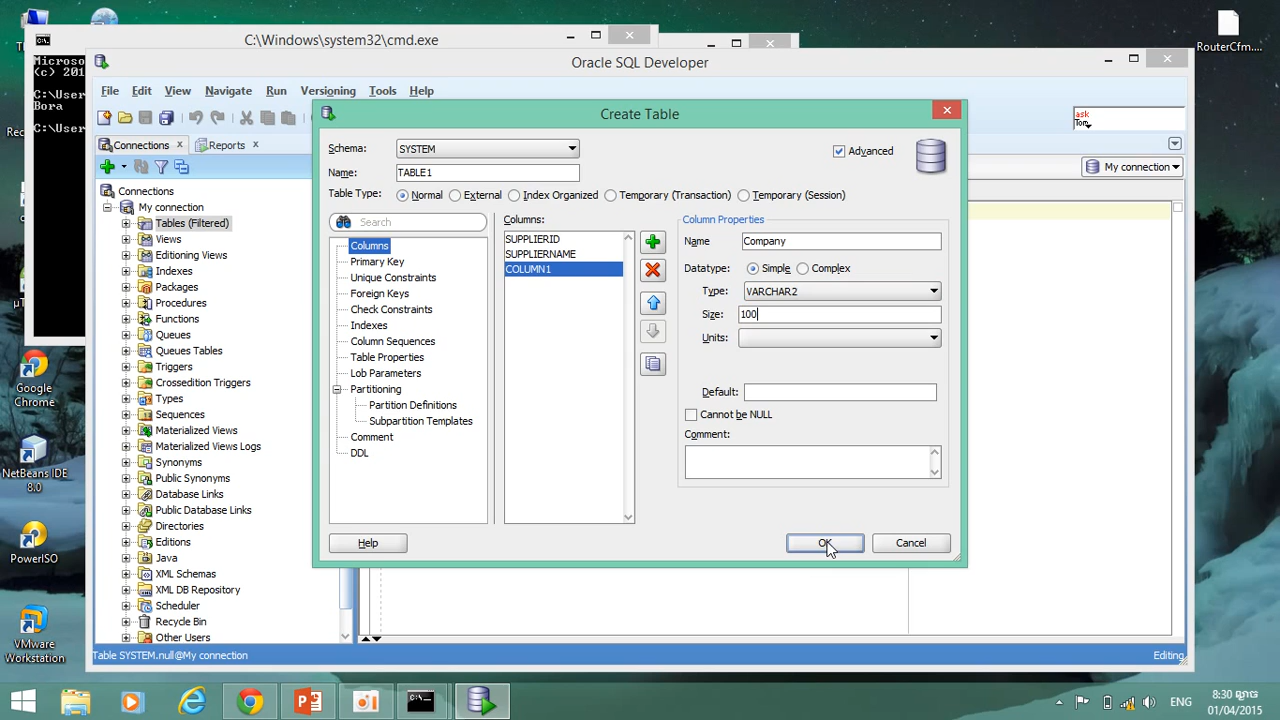 C:\Windows\system32\cmd.exe
RouterCfm....
Microso
(c) 201
C:\User
Bora
C:\User
Oracle SQL Developer
File Edit View Navigate Run Versioning Tools Help
ask
Tom
Connections Reports
My connection
Connections
My connection
Tables (Filtered)
Views
Editioning Views
Indexes
Packages
Procedures
Functions
Queues
Queues Tables
Triggers
Crossedition Triggers
Types
Sequences
Materialized Views
Materialized Views Logs
Synonyms
Public Synonyms
Database Links
Public Database Links
Directories
Editions
Java
XML Schemas
XML DB Repository
Scheduler
Recycle Bin
Other Users
Create Table
Schema: SYSTEM
Advanced
Name: TABLE1
Table Type: Normal External Index Organized Temporary (Transaction) Temporary (Session)
Search
Columns
Primary Key
Unique Constraints
Foreign Keys
Check Constraints
Indexes
Column Sequences
Table Properties
Lob Parameters
Partitioning
Partition Definitions
Subpartition Templates
Comment
DDL
Columns:
SUPPLIERID
SUPPLIERNAME
COLUMN1
Column Properties
Name Company
Datatype: Simple Complex
Type: VARCHAR2
Size: 100
Units:
Default:
Cannot be NULL
Comment:
Help OK Cancel
Table SYSTEM.null@My connection
Editing
Google
Chrome
NetBeans IDE
8.0
PowerISO
VMware
Workstation
ENG
8:30
01/04/2015